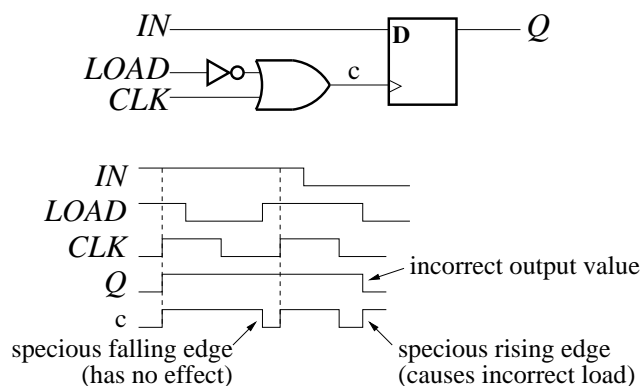 IN
D
Q
LOAD
c
CLK
IN
LOAD
CLK
incorrect output value
Q
c
specious falling edge
(has no effect)
specious rising edge
(causes incorrect load)